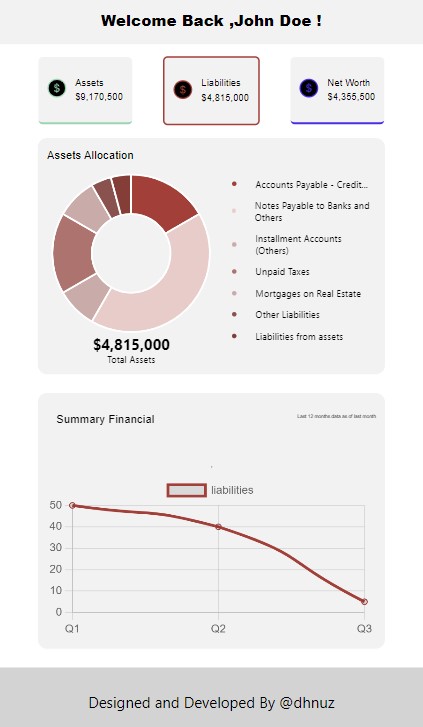 Welcome Back ,John Doe !
$
Assets
$9,170,500
$
Liabilities
$4,815,000
$
Net Worth
$4,355,500
Assets Allocation
Accounts Payable - Credit...
Notes Payable to Banks and
Others
Installment Accounts
(Others)
Unpaid Taxes
Mortgages on Real Estate
Other Liabilities
Liabilities from assets
$4,815,000
Total Assets
Summary Financial
Last 12 months data as of last month
,
liabilities
50
40
30
20
10
0
Q1
Q2
Q3
Designed and Developed By @dhnuz